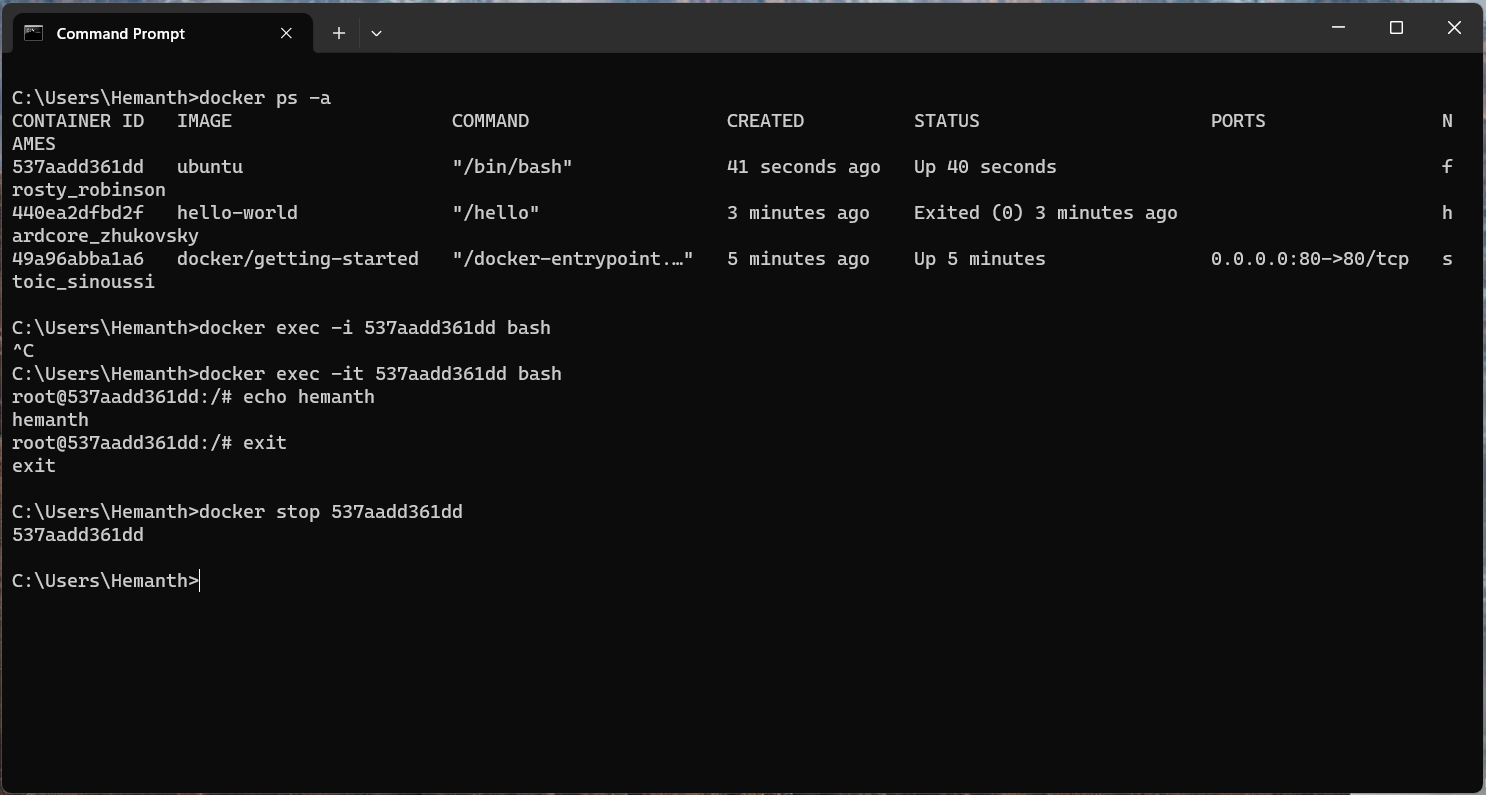 Command Prompt
C:\Users\Hemanth>docker ps -a
CONTAINER ID   IMAGE                    COMMAND                  CREATED          STATUS                     PORTS                N
AMES
537aadd361dd   ubuntu                   "/bin/bash"              41 seconds ago   Up 40 seconds                                   f
rosty_robinson
440ea2dfbd2f   hello-world              "/hello"                 3 minutes ago    Exited (0) 3 minutes ago                        h
ardcore_zhukovsky
49a96abba1a6   docker/getting-started   "/docker-entrypoint.…"   5 minutes ago    Up 5 minutes               0.0.0.0:80->80/tcp   s
toic_sinoussi
C:\Users\Hemanth>docker exec -i 537aadd361dd bash
^C
C:\Users\Hemanth>docker exec -it 537aadd361dd bash
root@537aadd361dd:/# echo hemanth
hemanth
root@537aadd361dd:/# exit
exit
C:\Users\Hemanth>docker stop 537aadd361dd
537aadd361dd
C:\Users\Hemanth>